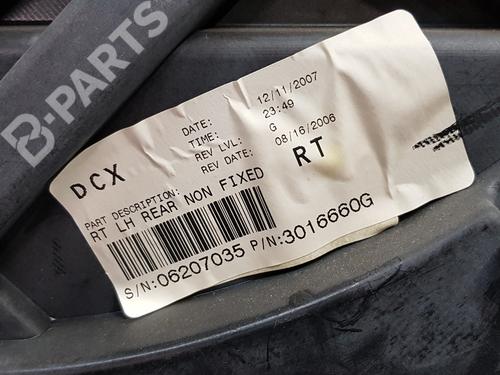 B-PARTS
DCX
DATE: 12/11/2007
TIME: 23:49
REV LVL: G
REV DATE: 08/16/2006
PART DESCRIPTION:
RT LH REAR NON FIXED
RT
S/N:06207035 P/N:3016660G